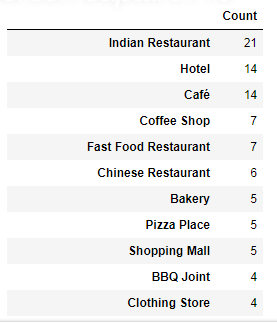 Count
Indian Restaurant 21
Hotel 14
Café 14
Coffee Shop 7
Fast Food Restaurant 7
Chinese Restaurant 6
Bakery 5
Pizza Place 5
Shopping Mall 5
BBQ Joint 4
Clothing Store 4